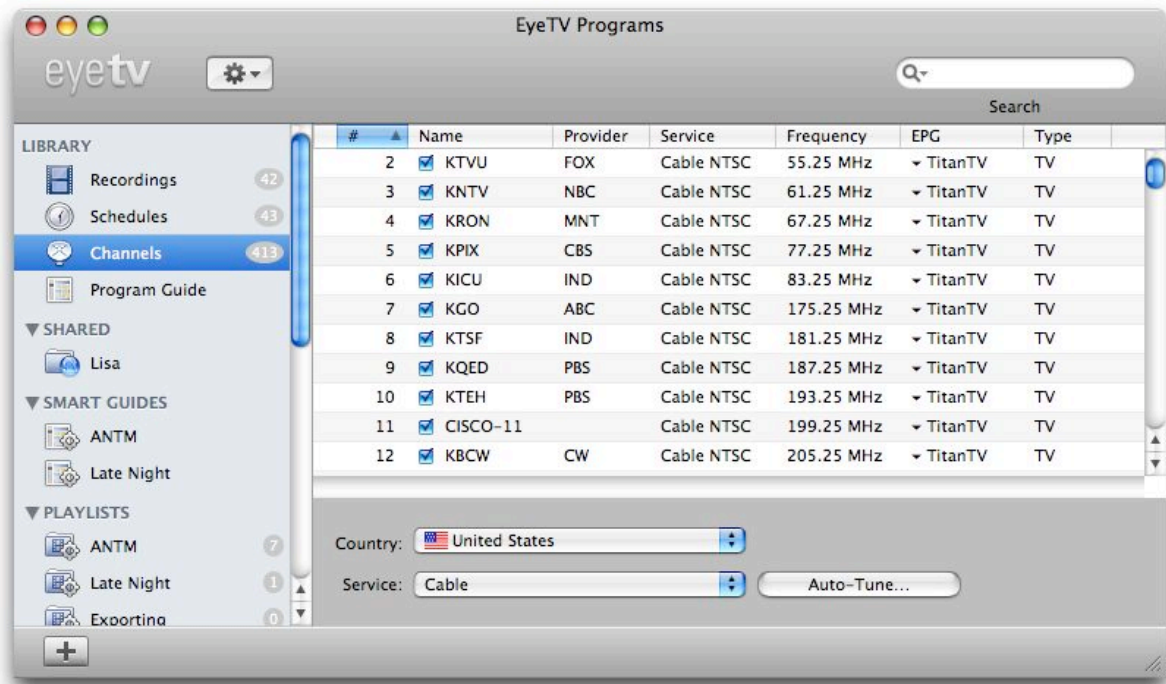 EyeTV Programs
eyetv
Search
LIBRARY
Recordings 42
Schedules 43
Channels 413
Program Guide
SHARED
Lisa
SMART GUIDES
ANTM
Late Night
PLAYLISTS
ANTM 7
Late Night 1
Exporting 0
# Name Provider Service Frequency EPG Type
2 KTVU FOX Cable NTSC 55.25 MHz TitanTV TV
3 KNTV NBC Cable NTSC 61.25 MHz TitanTV TV
4 KRON MNT Cable NTSC 67.25 MHz TitanTV TV
5 KPIX CBS Cable NTSC 77.25 MHz TitanTV TV
6 KICU IND Cable NTSC 83.25 MHz TitanTV TV
7 KGO ABC Cable NTSC 175.25 MHz TitanTV TV
8 KTSF IND Cable NTSC 181.25 MHz TitanTV TV
9 KQED PBS Cable NTSC 187.25 MHz TitanTV TV
10 KTEH PBS Cable NTSC 193.25 MHz TitanTV TV
11 CISCO-11 Cable NTSC 199.25 MHz TitanTV TV
12 KBCW CW Cable NTSC 205.25 MHz TitanTV TV
Country: United States
Service: Cable Auto-Tune...